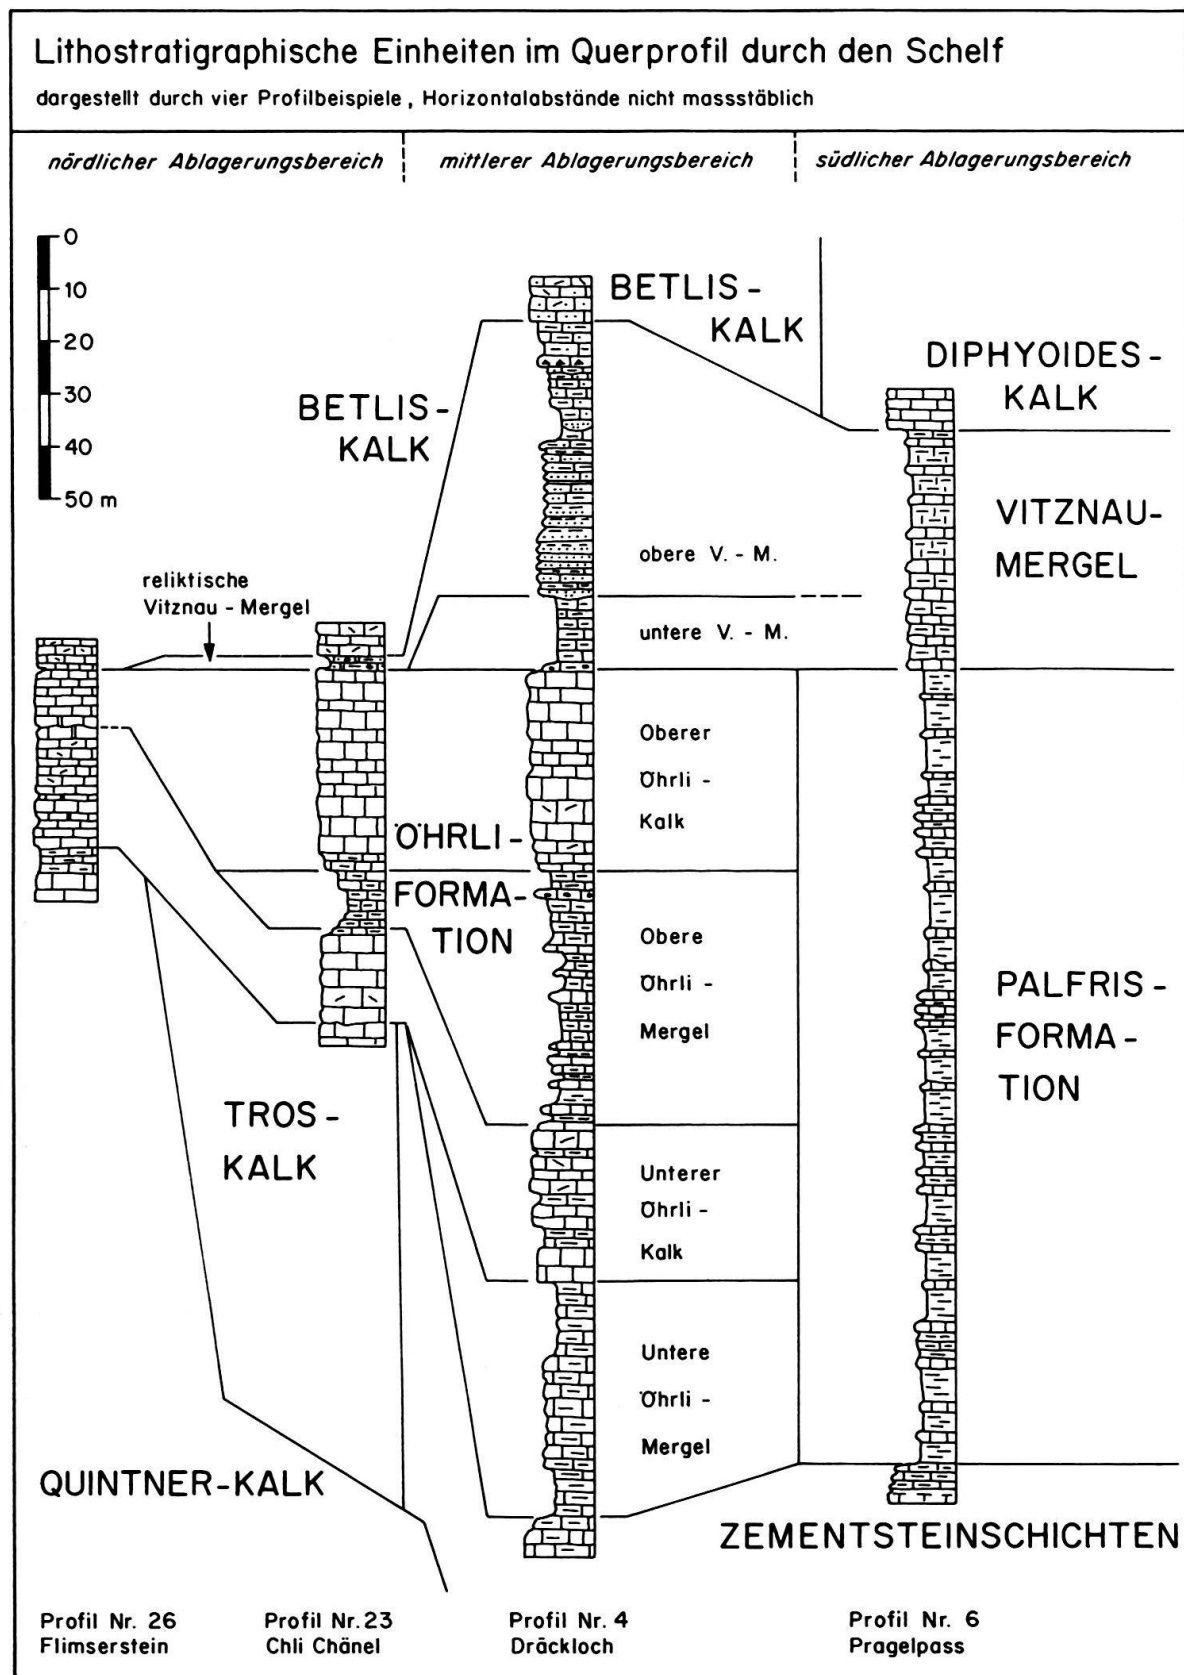 Lithostratigraphische Einheiten im Querprofil durch den Schelf
dargestellt durch vier Profilbeispiele, Horizontalabstände nicht massstäblich
nördlicher Ablagerungsbereich
mittlerer Ablagerungsbereich
südlicher Ablagerungsbereich
0
10
20
30
40
50 m
BETLIS-
KALK
BETLIS-
KALK
DIPHYOIDES-
KALK
reliktische
Vitznau-Mergel
obere V.-M.
untere V.-M.
VITZNAU-
MERGEL
ÖHRLI-
FORMA-
TION
Oberer
Öhrli-
Kalk
Obere
Öhrli-
Mergel
Unterer
Öhrli-
Kalk
Untere
Öhrli-
Mergel
PALFRIS-
FORMA-
TION
TROS-
KALK
QUINTNER-KALK
ZEMENTSTEINSCHICHTEN
Profil Nr. 26
Flimserstein
Profil Nr. 23
Chli Chänel
Profil Nr. 4
Dräckloch
Profil Nr. 6
Pragelpass